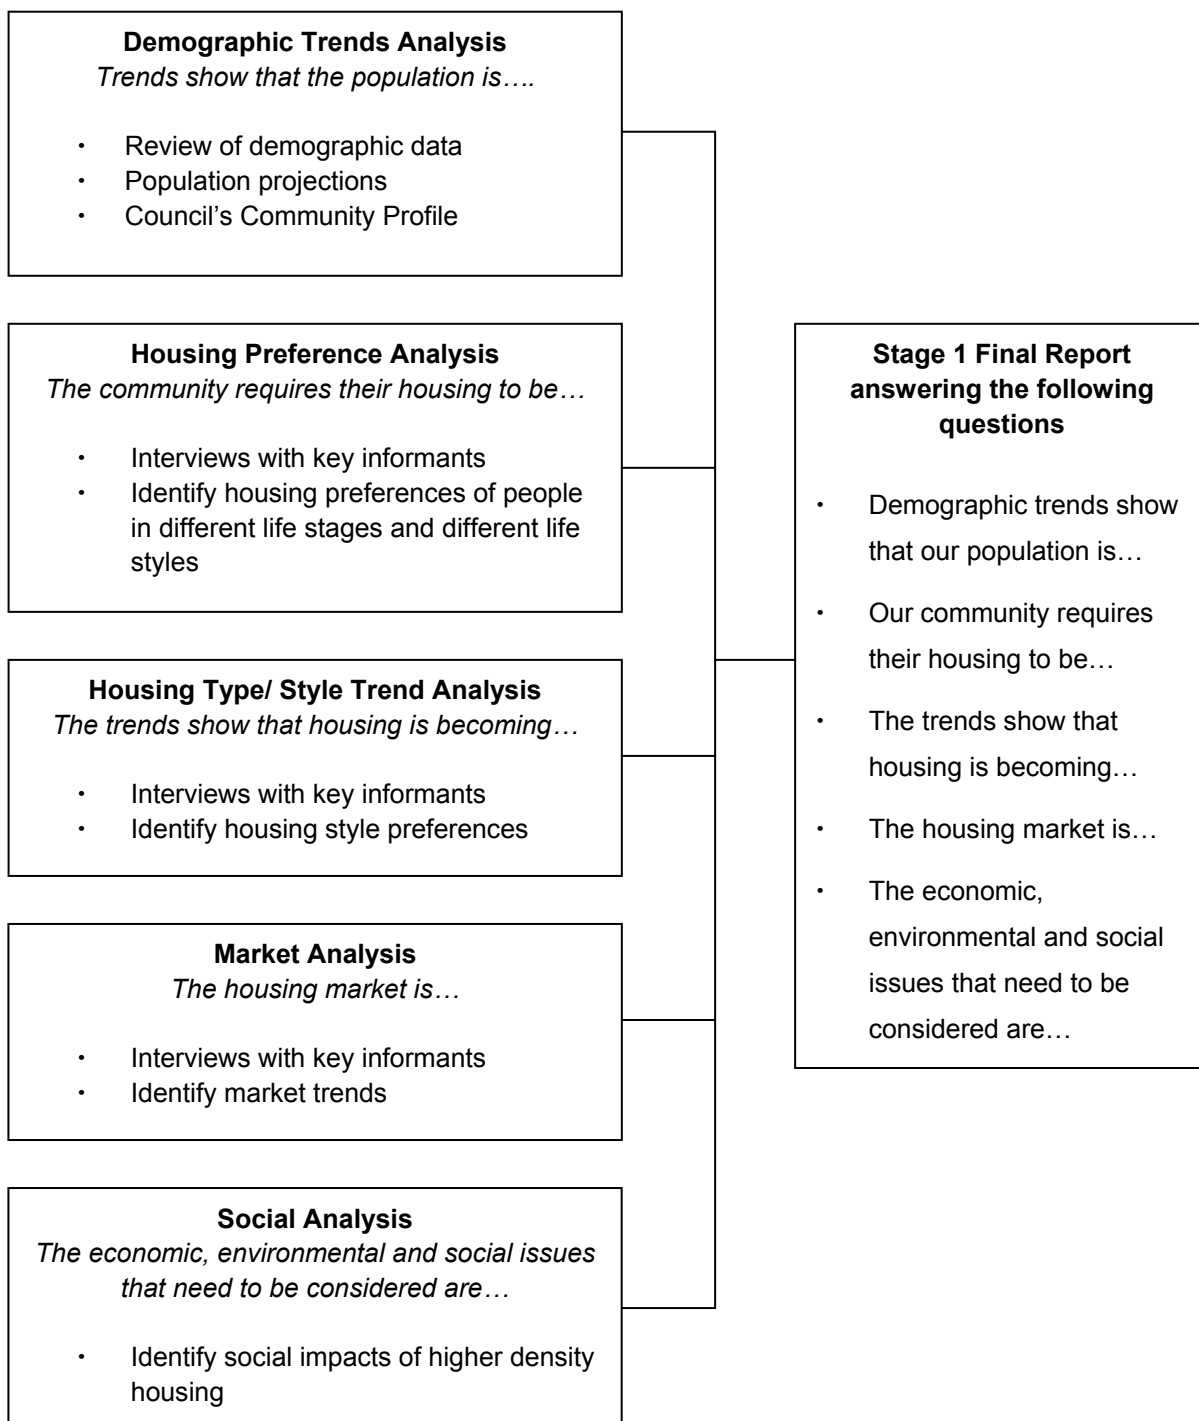 Demographic Trends Analysis
Trends show that the population is….
• Review of demographic data
• Population projections
• Council’s Community Profile
Housing Preference Analysis
The community requires their housing to be…
• Interviews with key informants
• Identify housing preferences of people
in different life stages and different life
styles
Housing Type/ Style Trend Analysis
The trends show that housing is becoming…
• Interviews with key informants
• Identify housing style preferences
Market Analysis
The housing market is…
• Interviews with key informants
• Identify market trends
Social Analysis
The economic, environmental and social issues
that need to be considered are…
• Identify social impacts of higher density
housing
Stage 1 Final Report
answering the following
questions
• Demographic trends show
that our population is…
• Our community requires
their housing to be…
• The trends show that
housing is becoming…
• The housing market is…
• The economic,
environmental and social
issues that need to be
considered are…